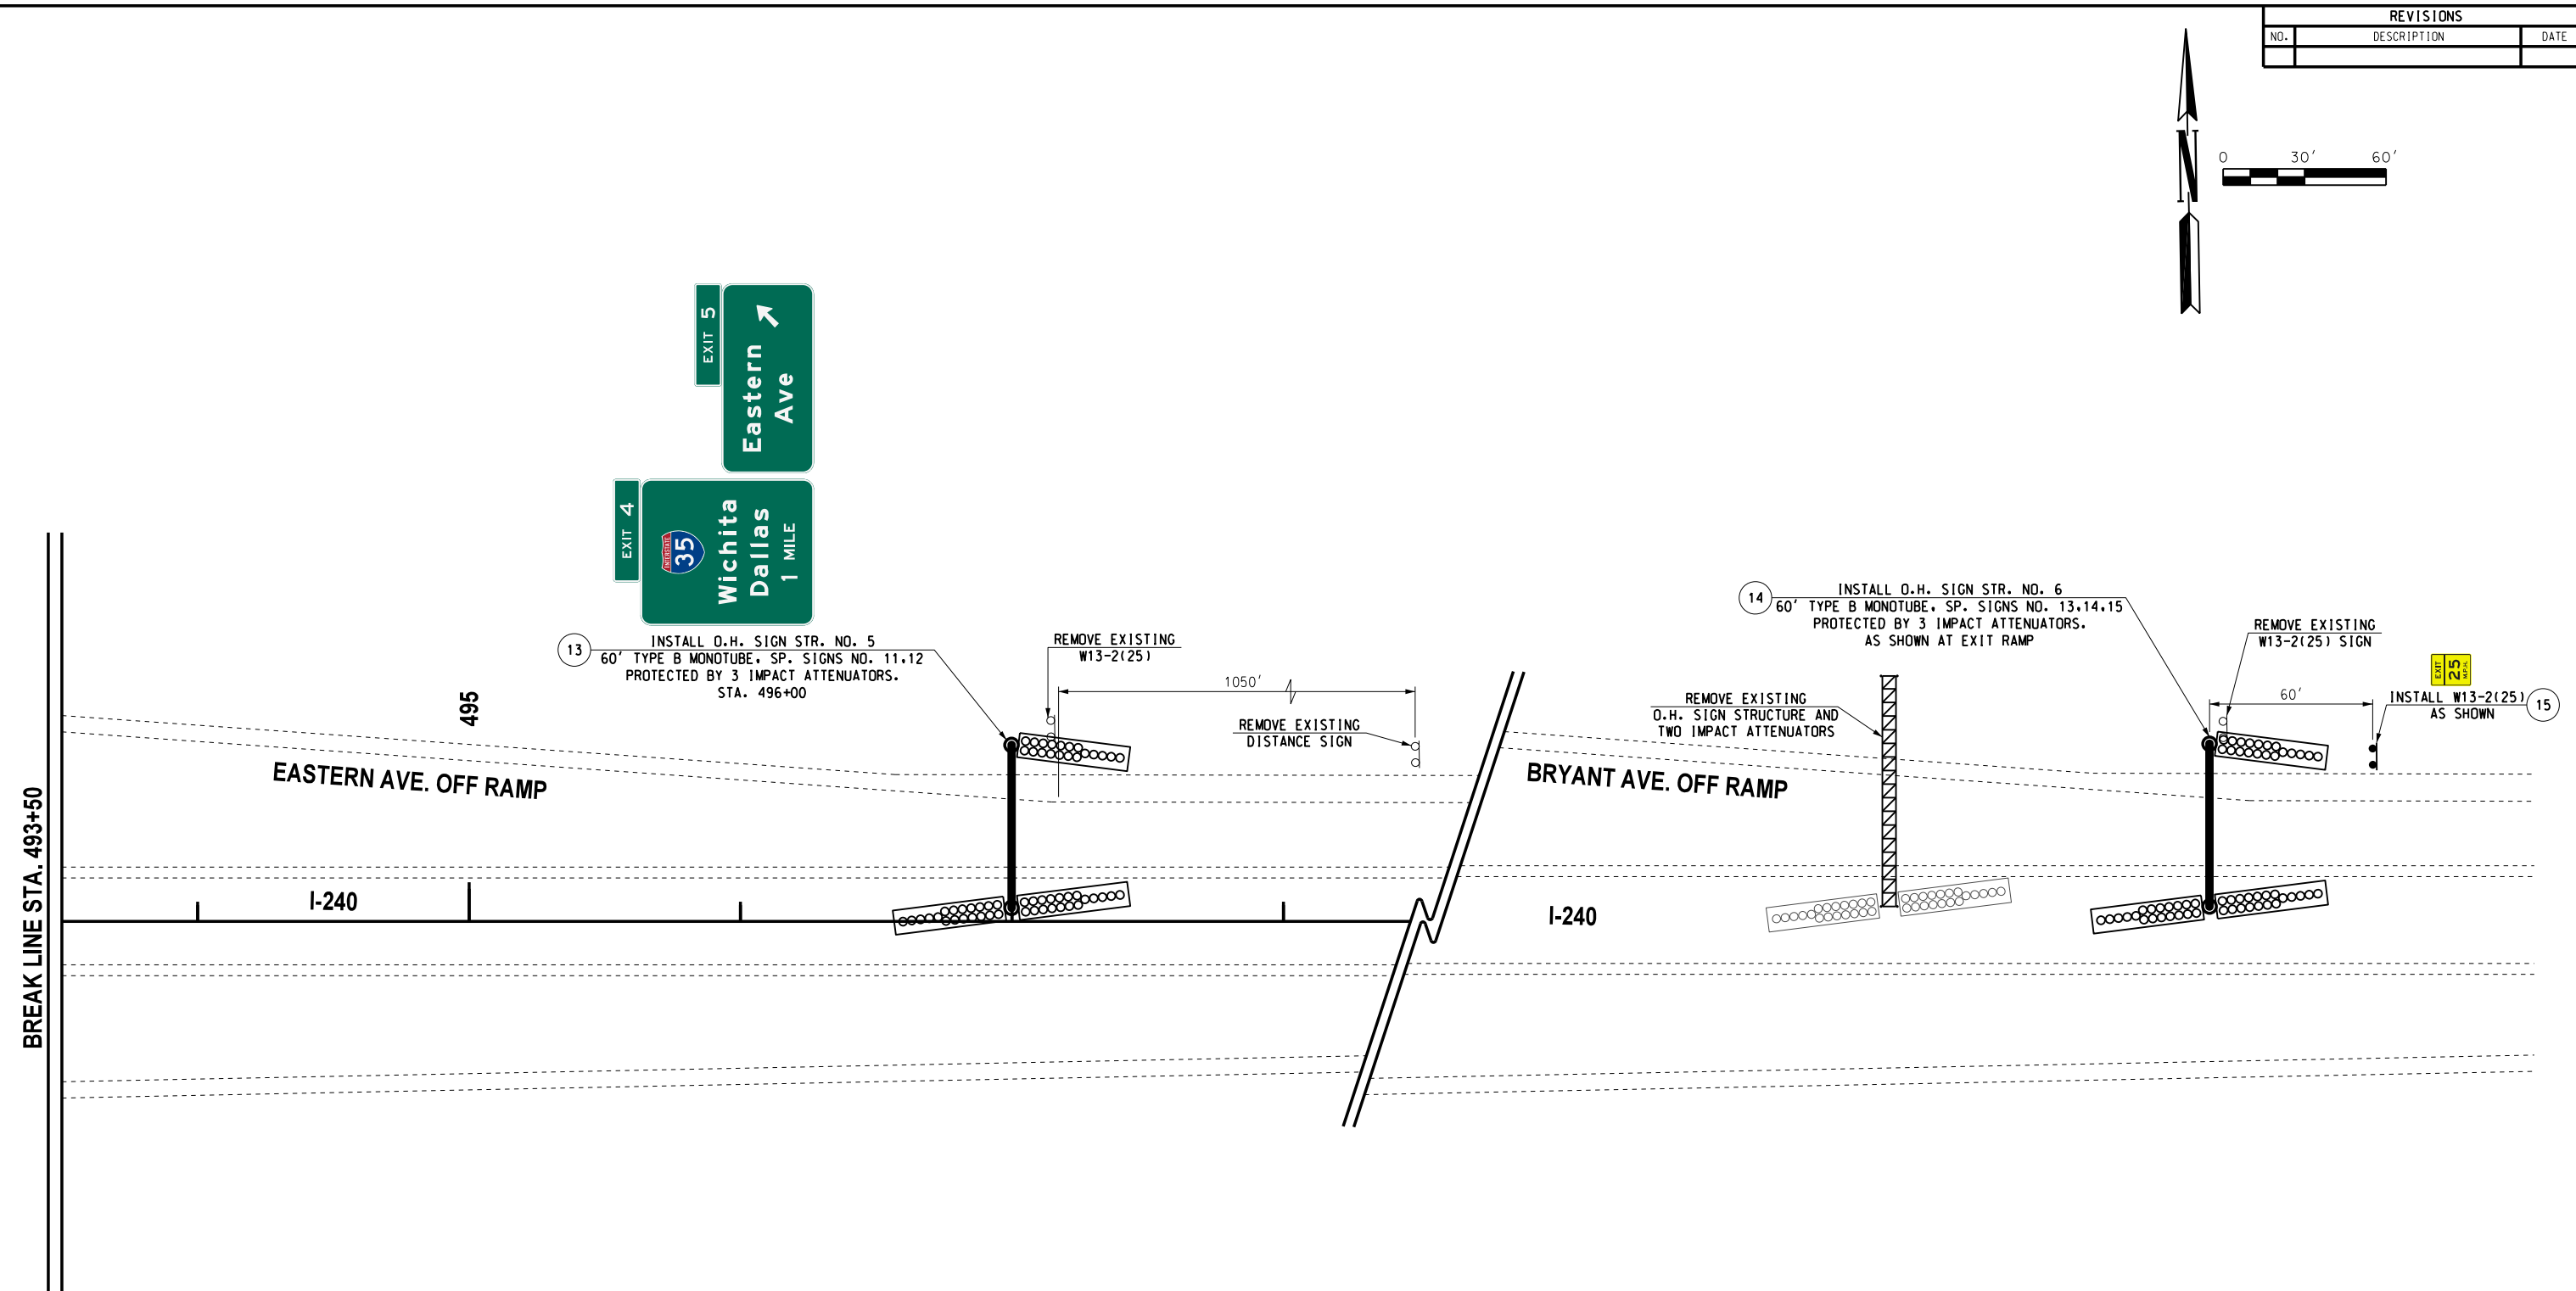 REVISIONS
NO. DESCRIPTION DATE
N
0 30' 60'
EXIT 5
Eastern
Ave
EXIT 4
INTERSTATE
35
Wichita
Dallas
1 MILE
13
INSTALL O.H. SIGN STR. NO. 5
60' TYPE B MONOTUBE, SP. SIGNS NO. 11,12
PROTECTED BY 3 IMPACT ATTENUATORS.
STA. 496+00
REMOVE EXISTING
W13-2(25)
1050'
REMOVE EXISTING
DISTANCE SIGN
14
INSTALL O.H. SIGN STR. NO. 6
60' TYPE B MONOTUBE, SP. SIGNS NO. 13,14,15
PROTECTED BY 3 IMPACT ATTENUATORS.
AS SHOWN AT EXIT RAMP
REMOVE EXISTING
W13-2(25) SIGN
EXIT
25
M.P.H.
60'
INSTALL W13-2(25)
AS SHOWN
15
REMOVE EXISTING
O.H. SIGN STRUCTURE AND
TWO IMPACT ATTENUATORS
495
EASTERN AVE. OFF RAMP
BRYANT AVE. OFF RAMP
BREAK LINE STA. 493+50
I-240
I-240